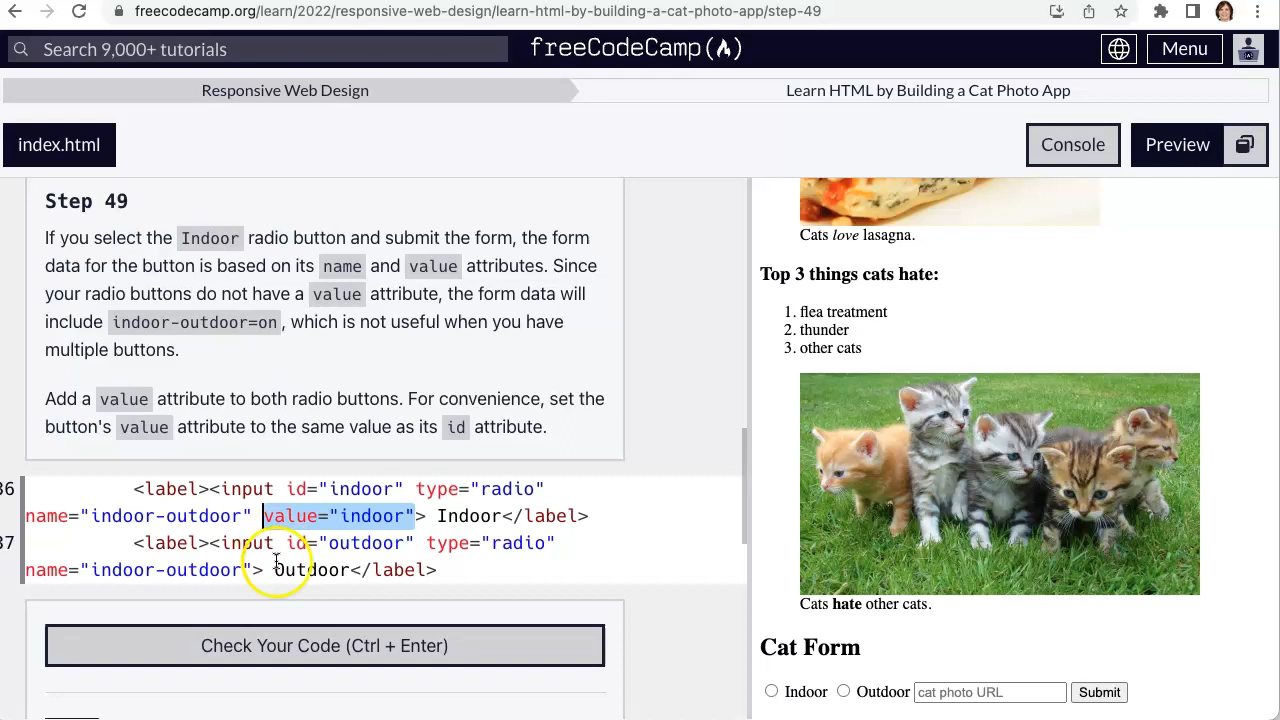 freecodecamp.org/learn/2022/responsive-web-design/learn-html-by-building-a-cat-photo-app/step-49
Search 9,000+ tutorials
freeCodeCamp
Menu
Responsive Web Design
Learn HTML by Building a Cat Photo App
index.html
Console
Preview
Step 49
If you select the Indoor radio button and submit the form, the form
data for the button is based on its name and value attributes. Since
your radio buttons do not have a value attribute, the form data will
include indoor-outdoor=on, which is not useful when you have
multiple buttons.
Add a value attribute to both radio buttons. For convenience, set the
button's value attribute to the same value as its id attribute.
36 <label><input id="indoor" type="radio"
name="indoor-outdoor" value="indoor"> Indoor</label>
37 <label><input id="outdoor" type="radio"
name="indoor-outdoor"> Outdoor</label>
Check Your Code (Ctrl + Enter)
Cats love lasagna.
Top 3 things cats hate:
1. flea treatment
2. thunder
3. other cats
Cats hate other cats.
Cat Form
Indoor Outdoor cat photo URL Submit